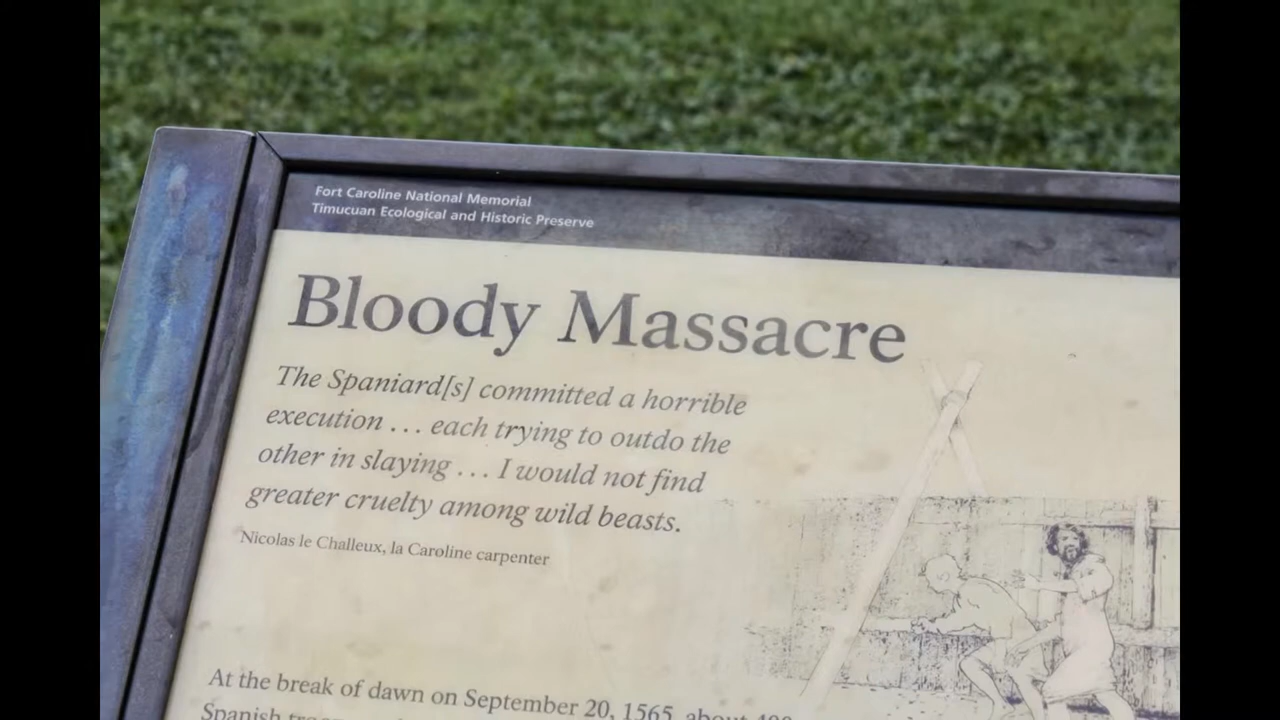 Fort Caroline National Memorial
Timucuan Ecological and Historic Preserve
Bloody Massacre
The Spaniard[s] committed a horrible
execution . . . each trying to outdo the
other in slaying . . . I would not find
greater cruelty among wild beasts.
Nicolas le Challeux, la Caroline carpenter
At the break of dawn on September 20, 1565, about
Spanish